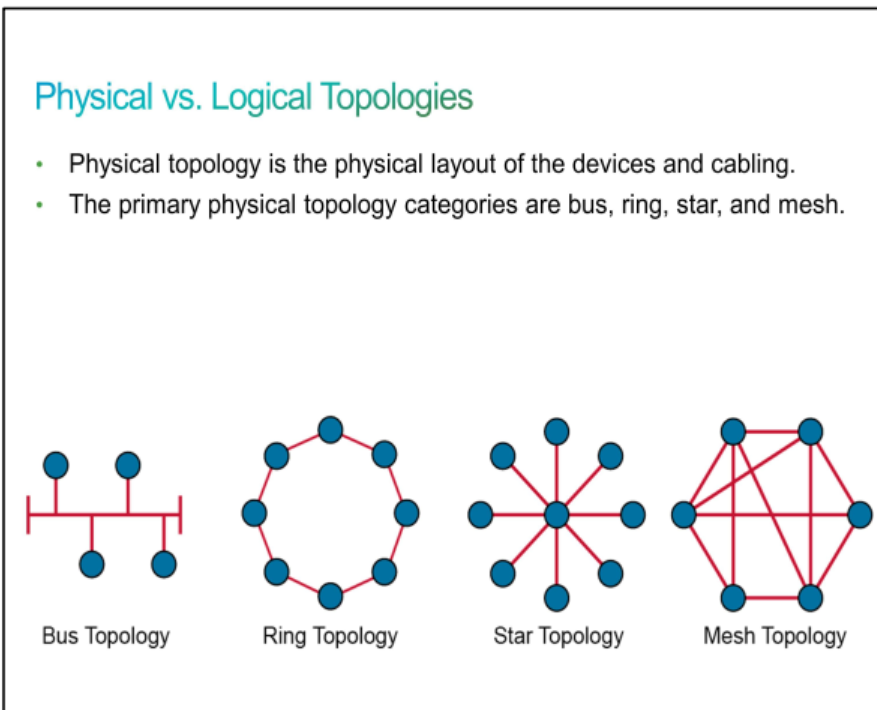 Physical vs. Logical Topologies
• Physical topology is the physical layout of the devices and cabling.
• The primary physical topology categories are bus, ring, star, and mesh.
Bus Topology
Ring Topology
Star Topology
Mesh Topology